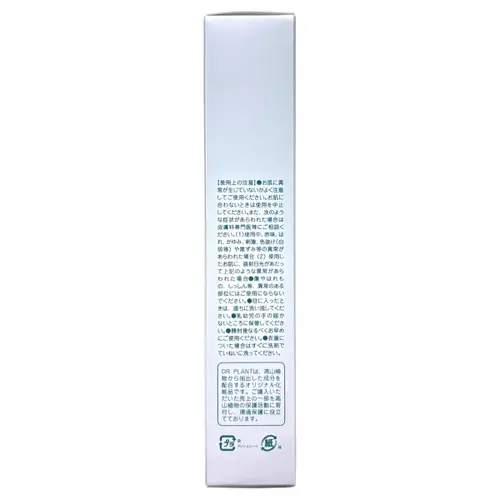 【使用上の注意】●お肌に異
常が生じていないかよく注意
してご使用ください。お肌に
合わないときは使用を中止
してください。また、次のよう
な症状があらわれた場合は
皮膚科専門医等にご相談く
ださい。(1)使用中、赤味、は
れ、かゆみ、刺激、色抜け(白
斑等)や黒ずみ等の異常が
あらわれた場合(2)使用し
たお肌に、直射日光があたっ
て上記のような異常があら
われた場合●傷やはれも
の、しっしん等、異常のある
部位にはご使用にならない
でください。●目に入ったと
きは、直ちに洗い流してくだ
さい。●乳幼児の手の届か
ないところに保管してくださ
い。●開封後なるべくお早め
にご使用ください。●衣服に
ついた場合はすぐに洗剤で
ていねいに洗ってください。
OR PLANTは、高山植
物から抽出した成分を
配合するオリジナル化
粧品です。ご購入いた
だいた売上の一部を高
山植物の保護活動に寄
付し、環境保護に役立
てております。
プラ
紙
箱